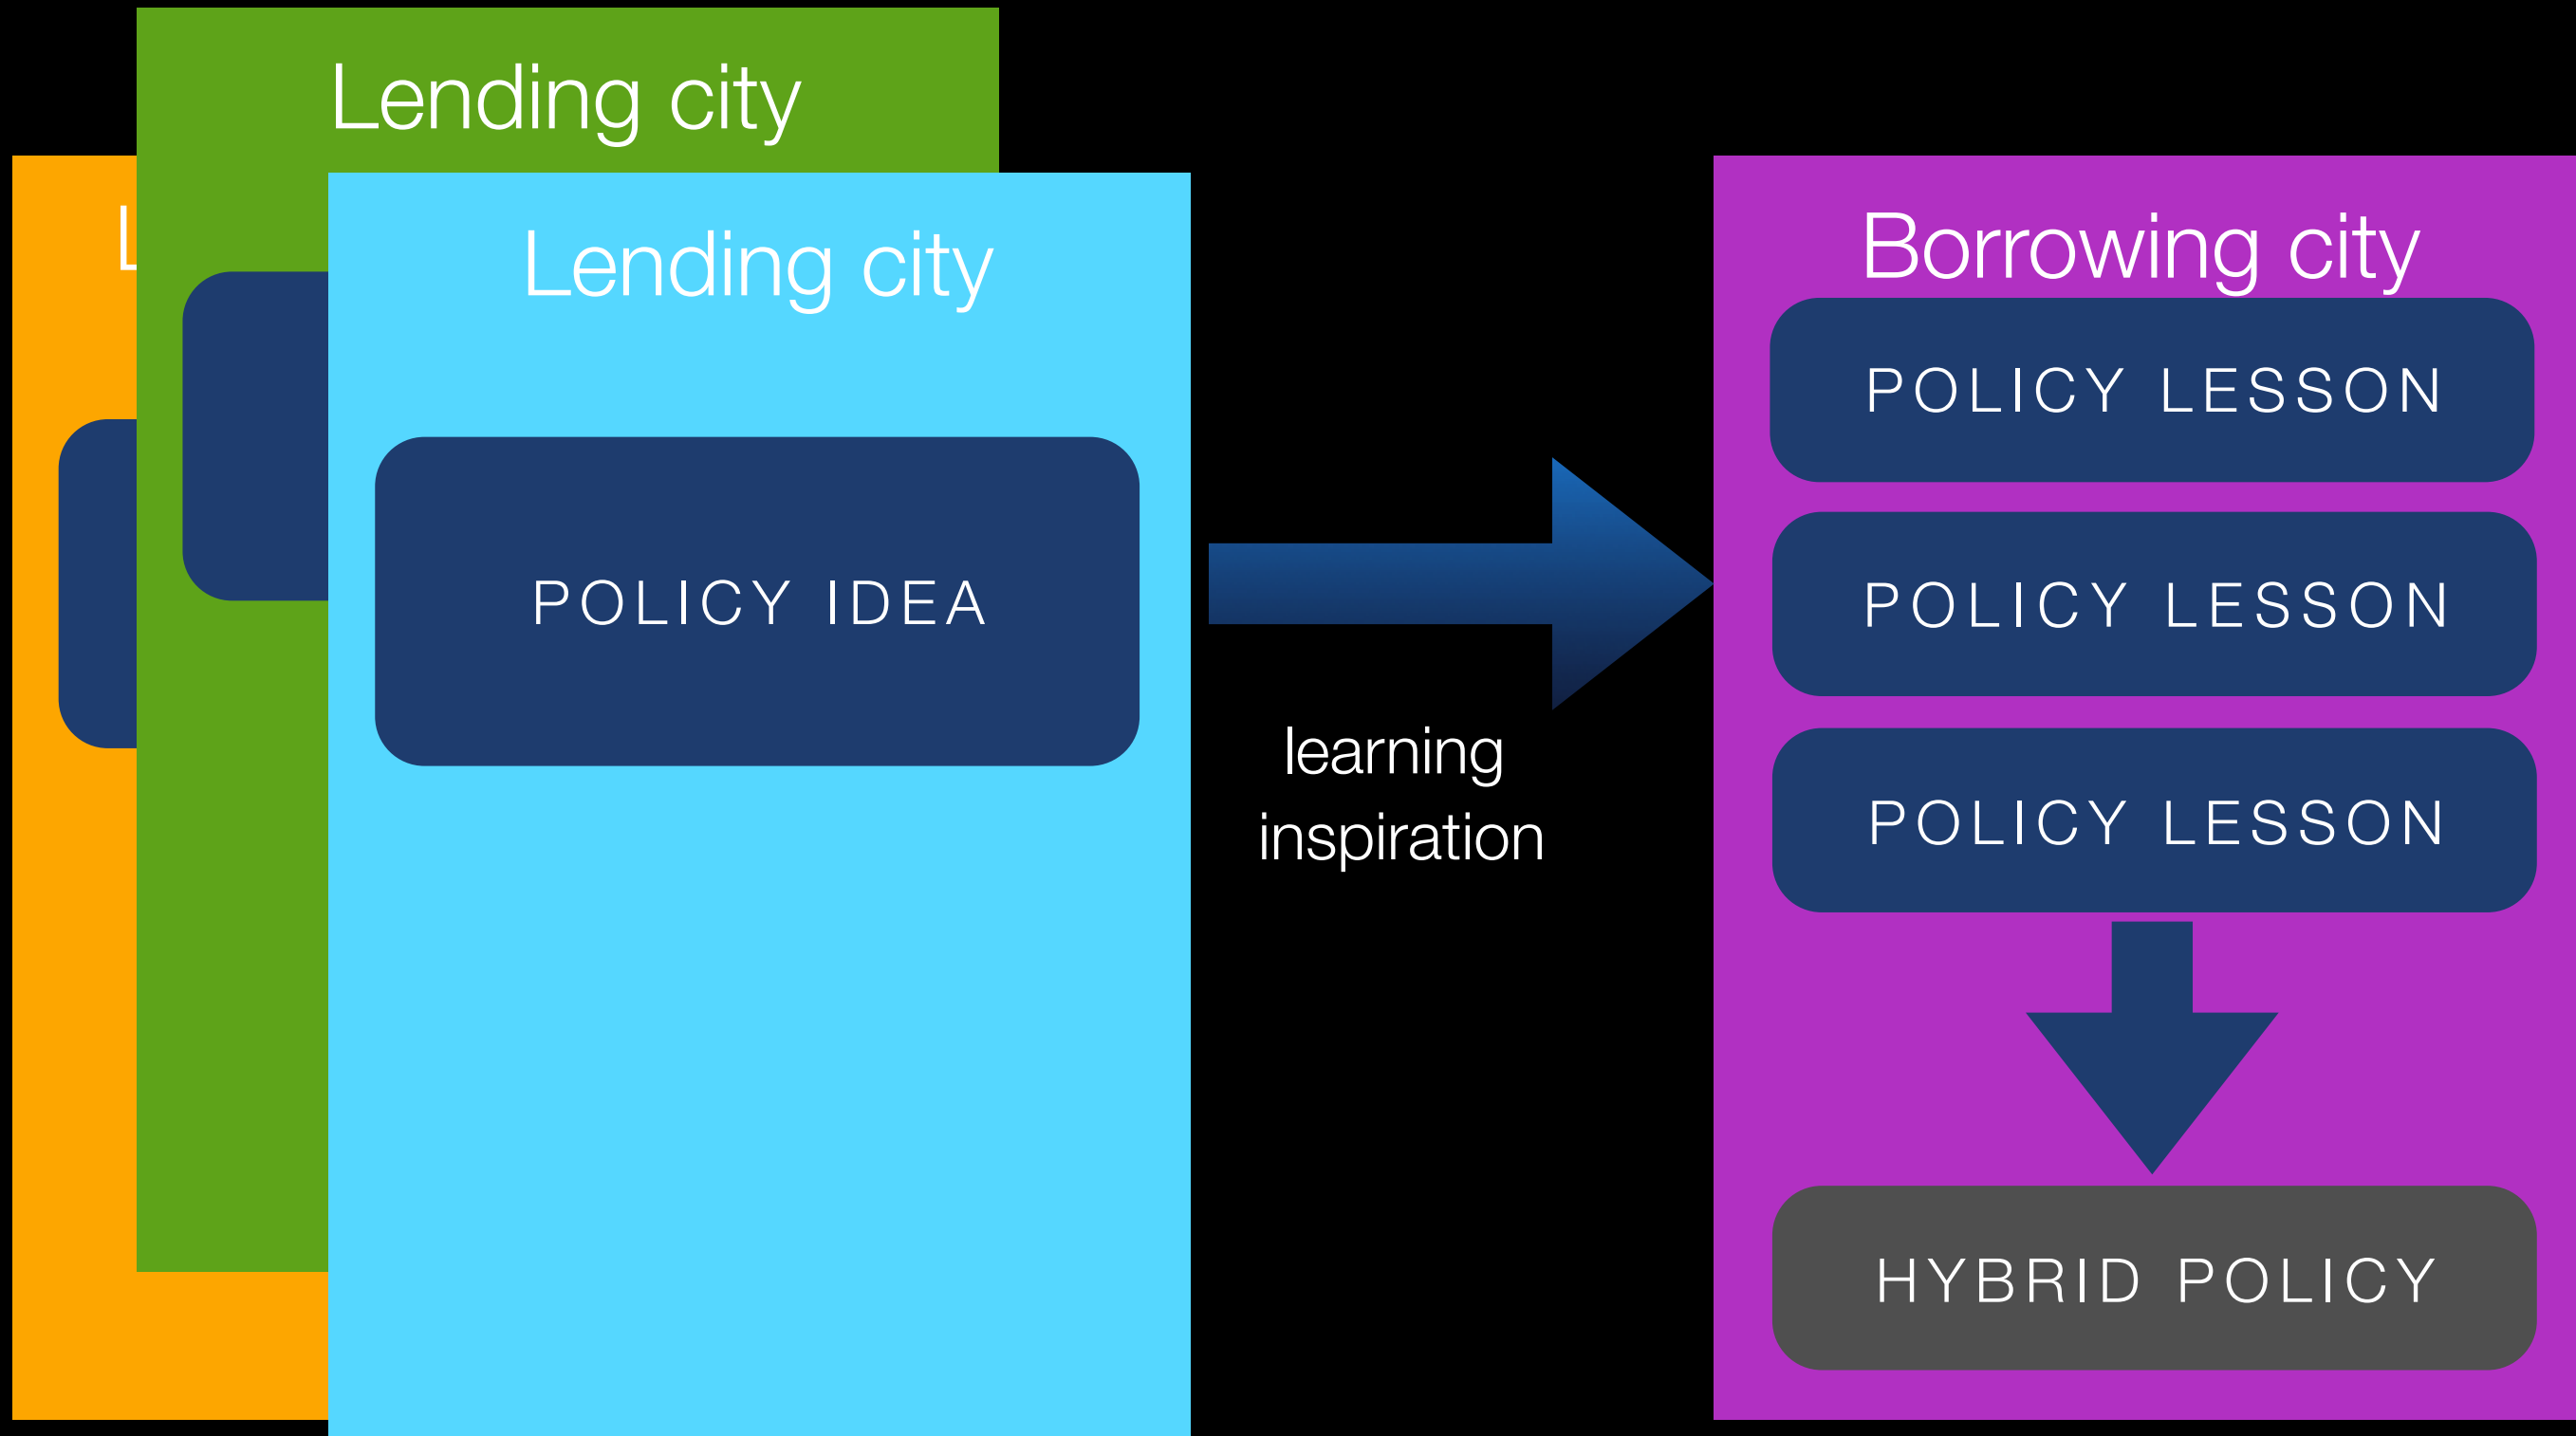 Lending city
Lending city
POLICY IDEA
learning
inspiration
Borrowing city
POLICY LESSON
POLICY LESSON
POLICY LESSON
HYBRID POLICY